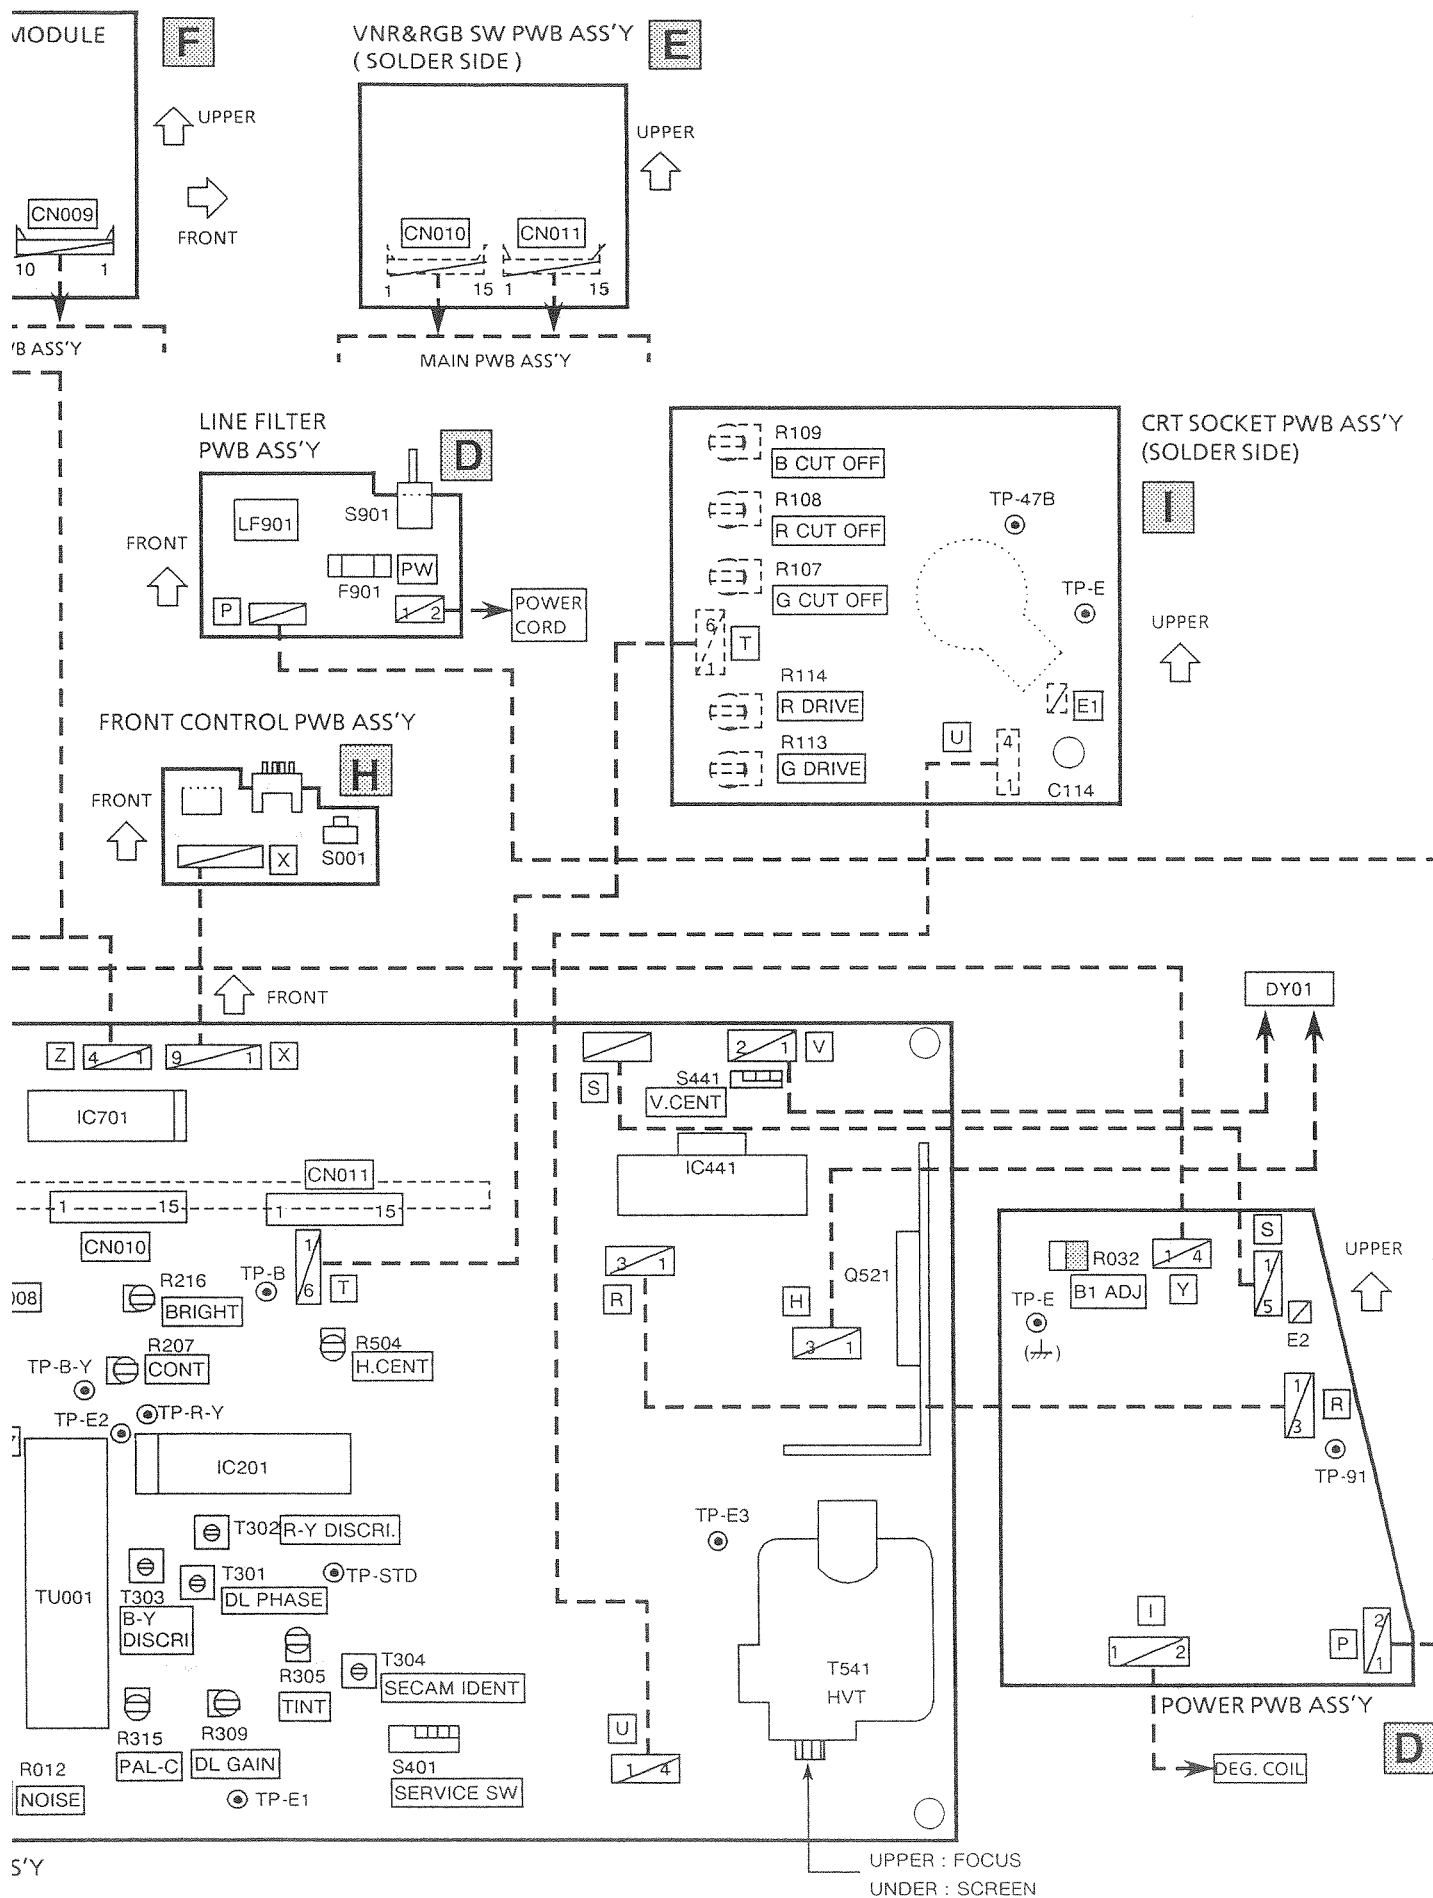 MODULE
F
UPPER
FRONT
CN009
10 1
/B ASS'Y
VNR&RGB SW PWB ASS'Y
( SOLDER SIDE )
E
UPPER
CN010
CN011
1 15
1 15
MAIN PWB ASS'Y
LINE FILTER
PWB ASS'Y
D
LF901
S901
FRONT
F901
PW
P
1 2
POWER
CORD
CRT SOCKET PWB ASS'Y
(SOLDER SIDE)
I
R109
B CUT OFF
R108
R CUT OFF
R107
G CUT OFF
6
1
T
R114
R DRIVE
R113
G DRIVE
TP-47B
TP-E
E1
U
4
1
C114
UPPER
FRONT CONTROL PWB ASS'Y
H
FRONT
X
S001
FRONT
DY01
Z
4 1
9 1
X
IC701
S
2 1
V
S441
V.CENT
IC441
CN011
1 15
1 15
CN010
1
6
T
TP-B
R216
BRIGHT
008
R207
CONT
R504
H.CENT
TP-B-Y
TP-R-Y
TP-E2
IC201
3 1
R
H
3 1
Q521
T302
R-Y DISCRI.
T301
DL PHASE
TP-STD
T303
B-Y
DISCRI
TU001
R305
TINT
T304
SECAM IDENT
R315
PAL-C
R309
DL GAIN
S401
SERVICE SW
R012
NOISE
TP-E1
TP-E3
T541
HVT
U
1 4
UPPER : FOCUS
UNDER : SCREEN
S'Y
R032
B1 ADJ
1 4
Y
S
1
5
E2
UPPER
TP-E
1
3
R
TP-91
I
1 2
P
2
1
POWER PWB ASS'Y
D
DEG. COIL